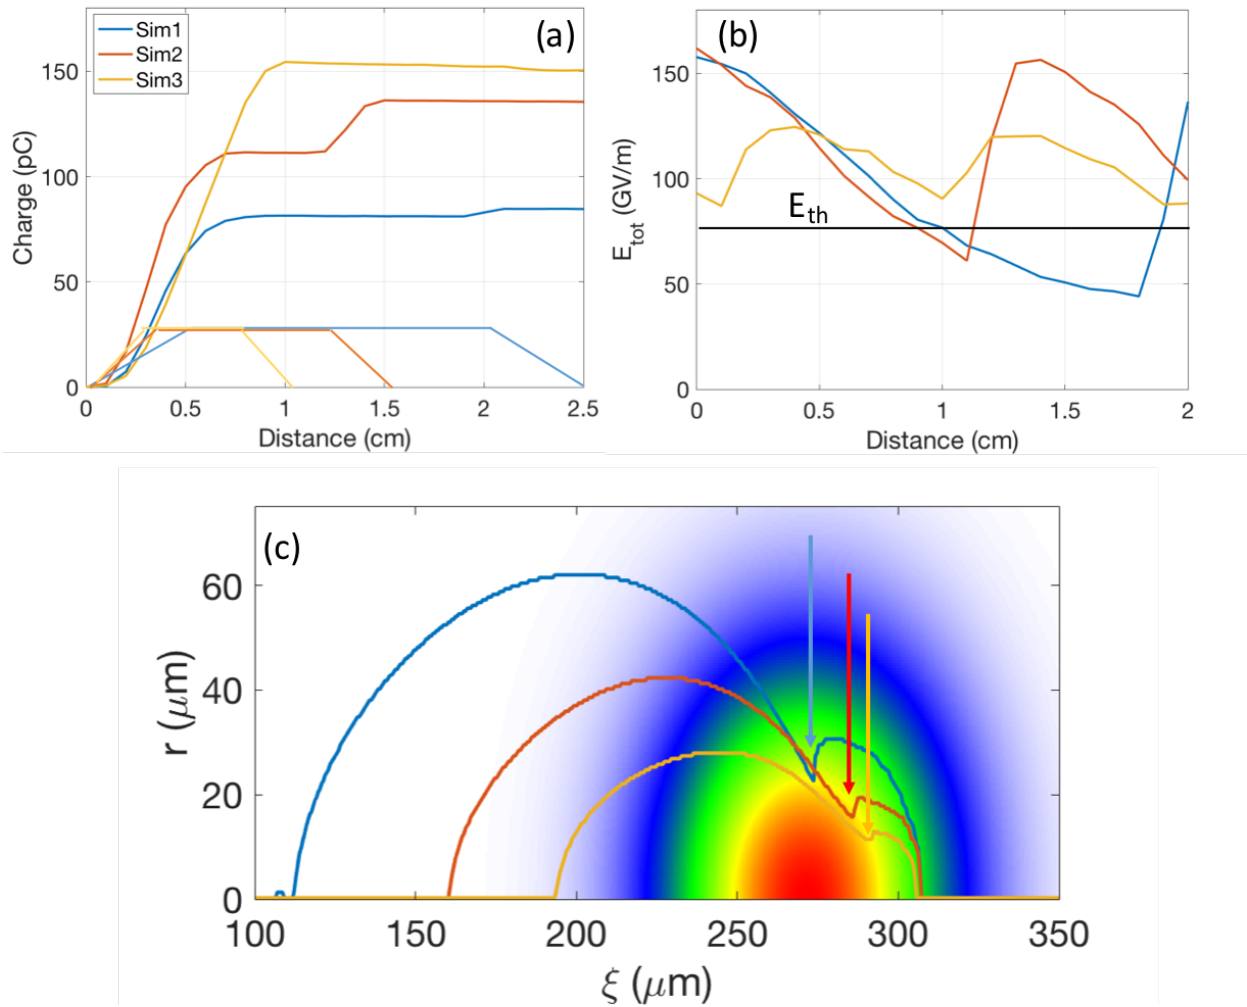 (a)
Sim1
Sim2
Sim3
150
100
50
0
Charge (pC)
0 0.5 1 1.5 2 2.5
Distance (cm)
(b)
150
100
50
0
E_tot (GV/m)
E_th
0 0.5 1 1.5 2
Distance (cm)
(c)
60
40
20
0
r (μm)
100 150 200 250 300 350
ξ (μm)